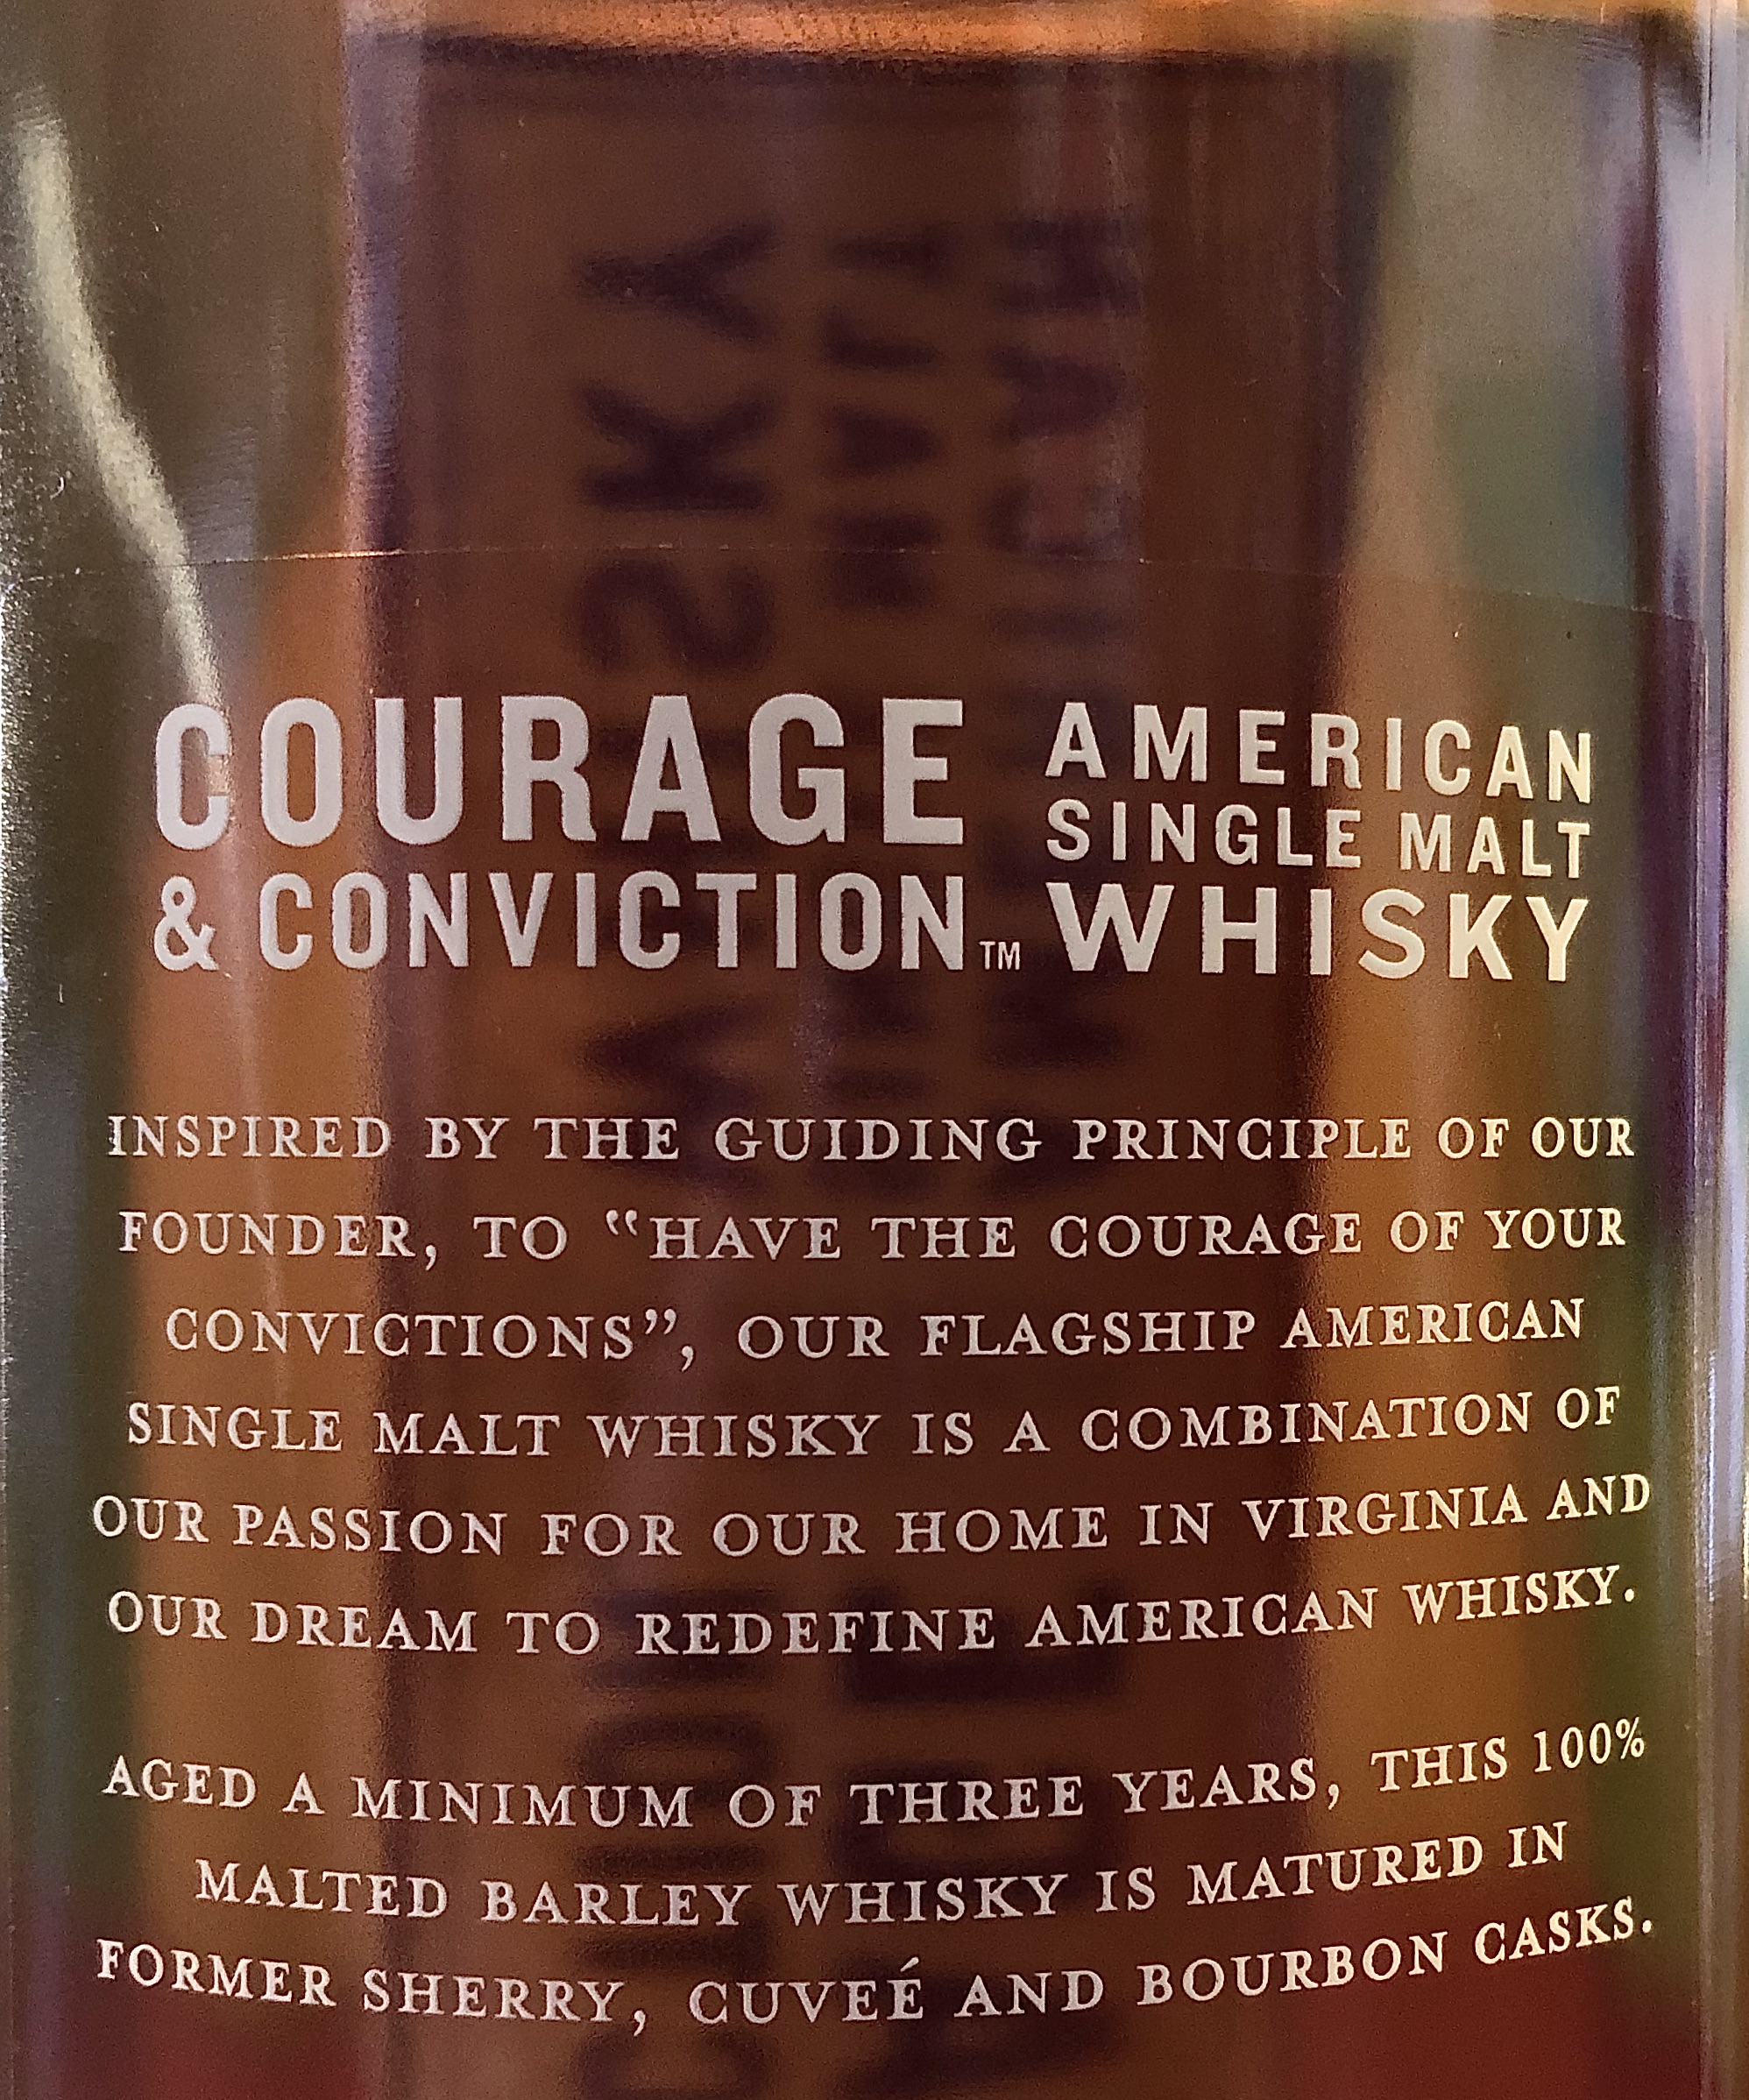 COURAGE
& CONVICTION™
AMERICAN
SINGLE MALT
WHISKY
INSPIRED BY THE GUIDING PRINCIPLE OF OUR
FOUNDER, TO “HAVE THE COURAGE OF YOUR
CONVICTIONS”, OUR FLAGSHIP AMERICAN
SINGLE MALT WHISKY IS A COMBINATION OF
OUR PASSION FOR OUR HOME IN VIRGINIA AND
OUR DREAM TO REDEFINE AMERICAN WHISKY.
AGED A MINIMUM OF THREE YEARS, THIS 100%
MALTED BARLEY WHISKY IS MATURED IN
FORMER SHERRY, CUVEÉ AND BOURBON CASKS.